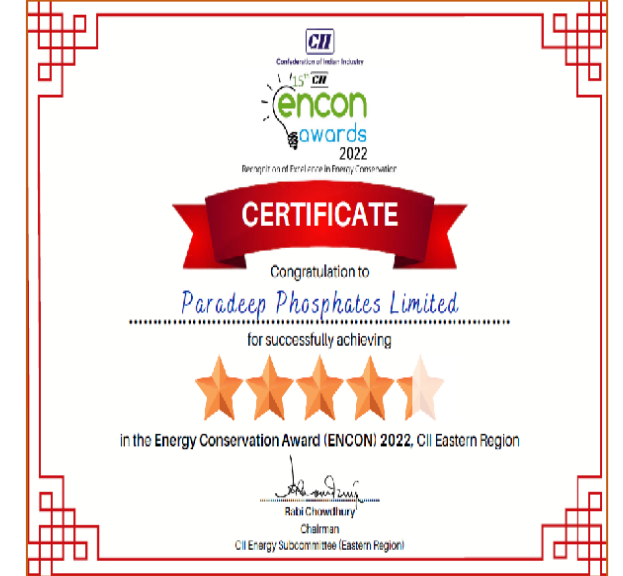 CII
Confederation of Indian Industry
15th CII
encon
awards
2022
Recognition of Excellence in Energy Conservation
CERTIFICATE
Congratulation to
Paradeep Phosphates Limited
for successfully achieving
in the Energy Conservation Award (ENCON) 2022, CII Eastern Region
Rabi Chowdhury
Chairman
CII Energy Subcommittee (Eastern Region)